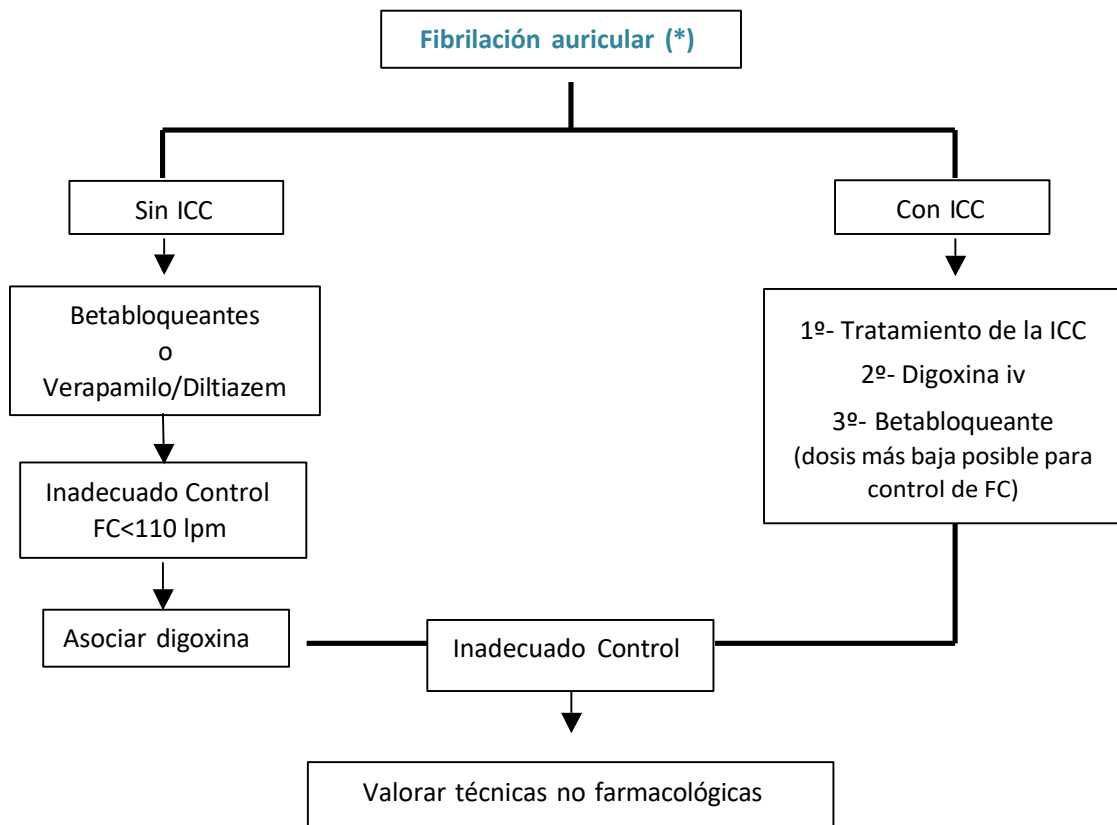 Fibrilación auricular (*)
Sin ICC
Con ICC
Betabloqueantes
o
Verapamilo/Diltiazem
1º- Tratamiento de la ICC
2º- Digoxina iv
3º- Betabloqueante
(dosis más baja posible para
control de FC)
Inadecuado Control
FC<110 lpm
Asociar digoxina
Inadecuado Control
Valorar técnicas no farmacológicas